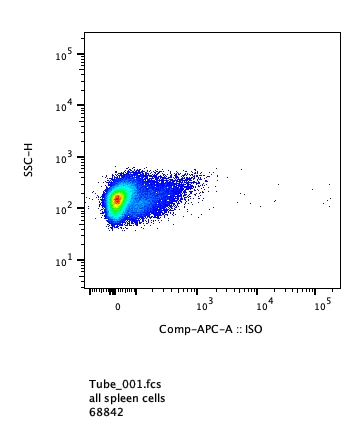 10^5
10^4
SSC-H
10^3
10^2
10^1
0 10^3 10^4 10^5
Comp-APC-A :: ISO
Tube_001.fcs
all spleen cells
68842